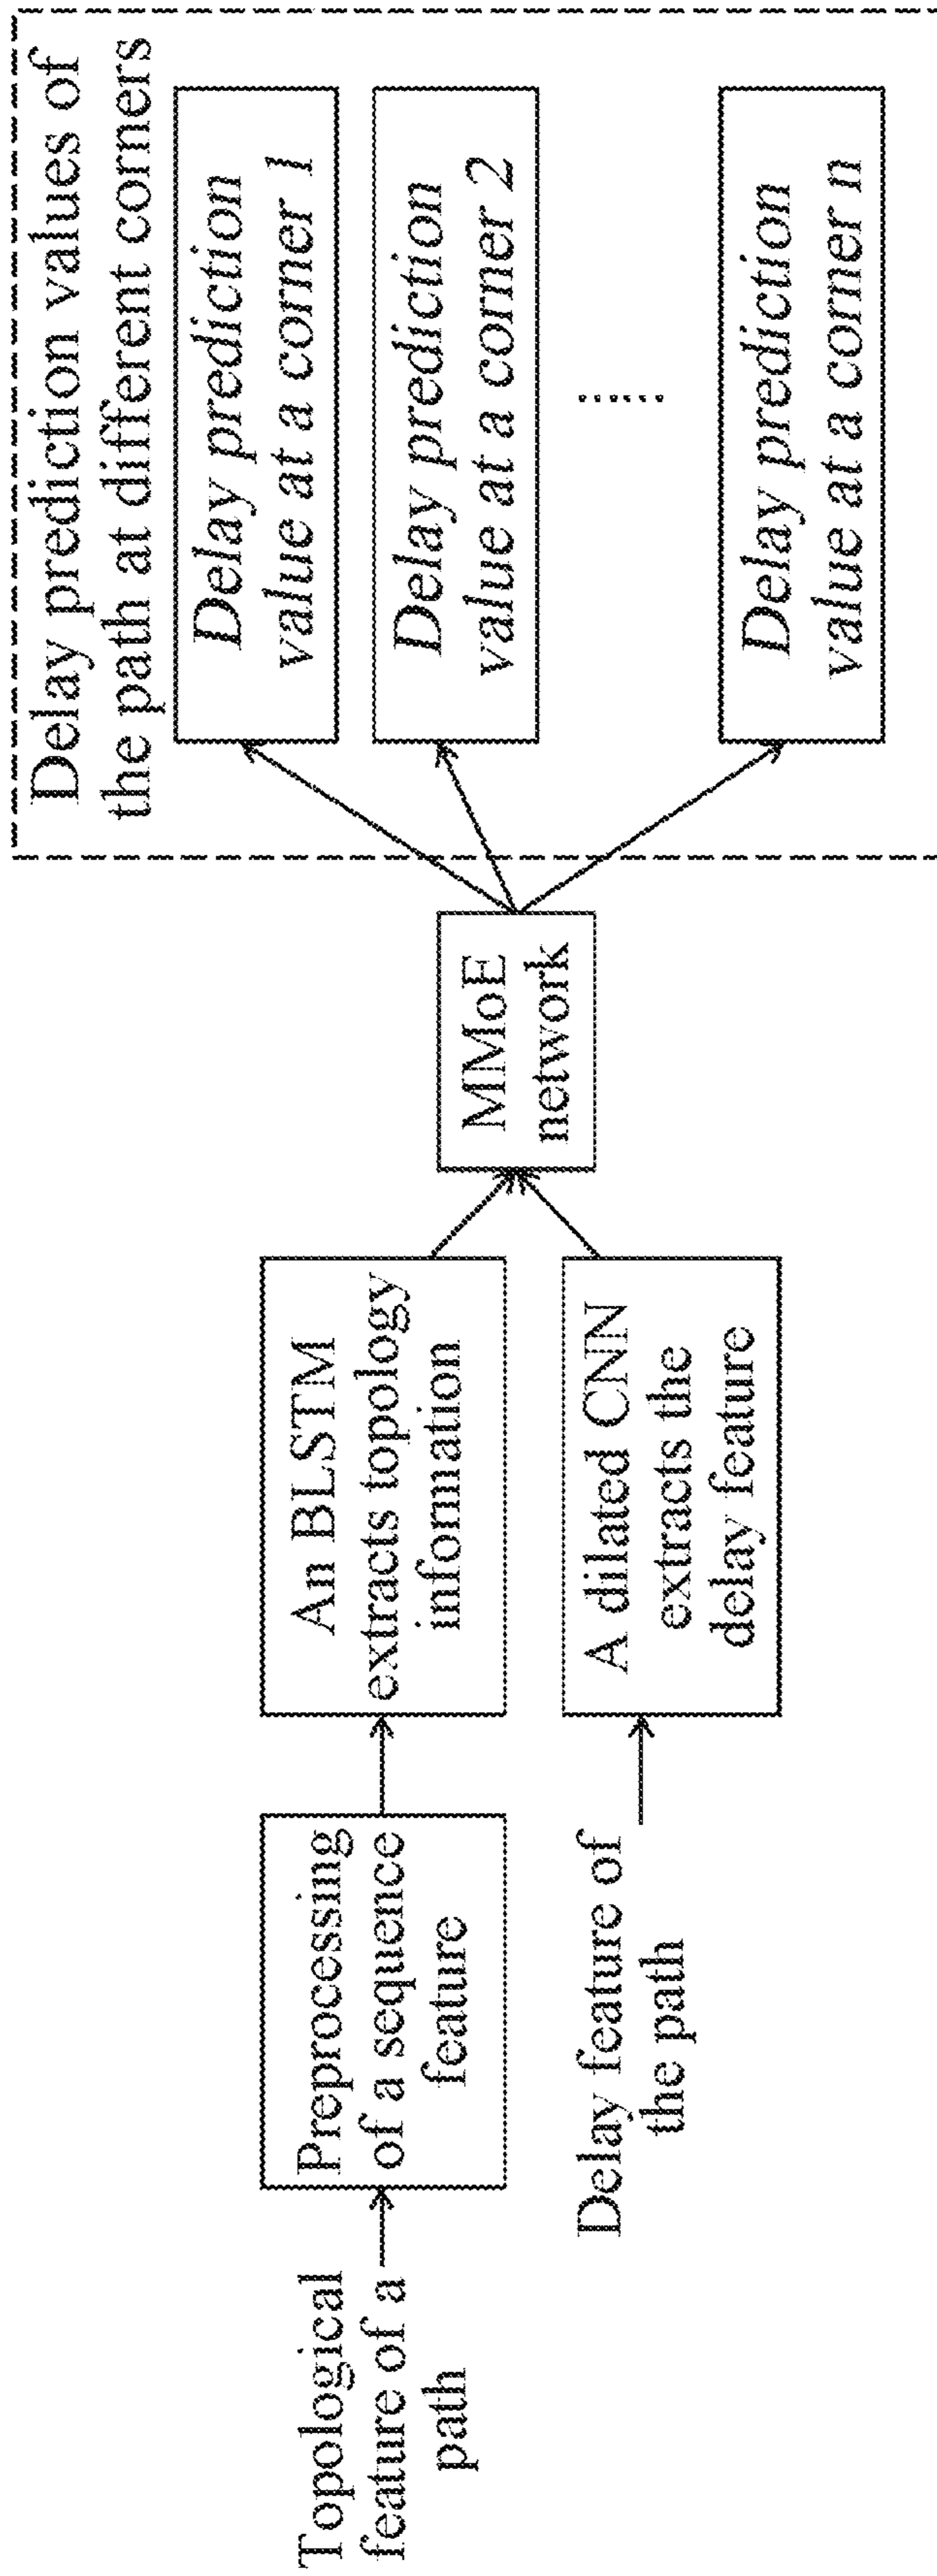 Topological
feature of a
path
Preprocessing
of a sequence
feature
An BLSTM
extracts topology
information
Delay feature of
the path
A dilated CNN
extracts the
delay feature
MMoE
network
Delay prediction values of
the path at different corners
Delay prediction
value at a corner 1
Delay prediction
value at a corner 2
......
Delay prediction
value at a corner n